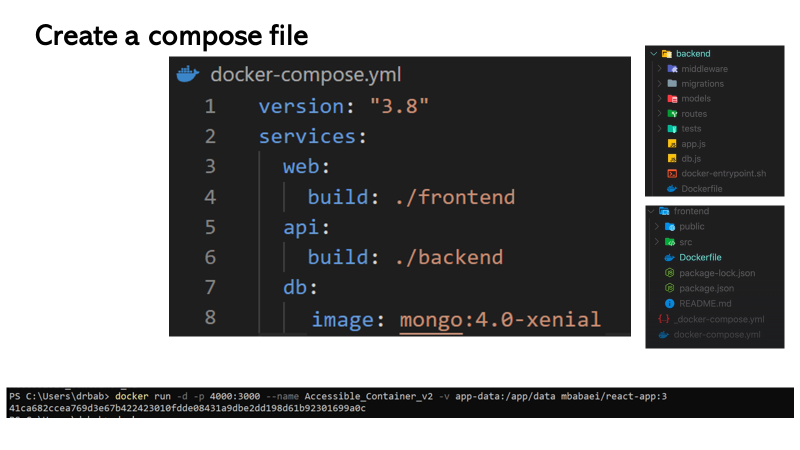 Create a compose file
docker-compose.yml
1 version: "3.8"
2 services:
3 web:
4 build: ./frontend
5 api:
6 build: ./backend
7 db:
8 image: mongo:4.0-xenial
backend
middleware
migrations
models
routes
tests
app.js
db.js
docker-entrypoint.sh
Dockerfile
frontend
public
src
Dockerfile
package-lock.json
package.json
README.md
_docker-compose.yml
docker-compose.yml
PS C:\Users\drbab> docker run -d -p 4000:3000 --name Accessible_Container_v2 -v app-data:/app/data mbabaei/react-app:3
41ca682ccea769d3e67b422423010fdde08431a9dbe2dd198d61b92301699a0c